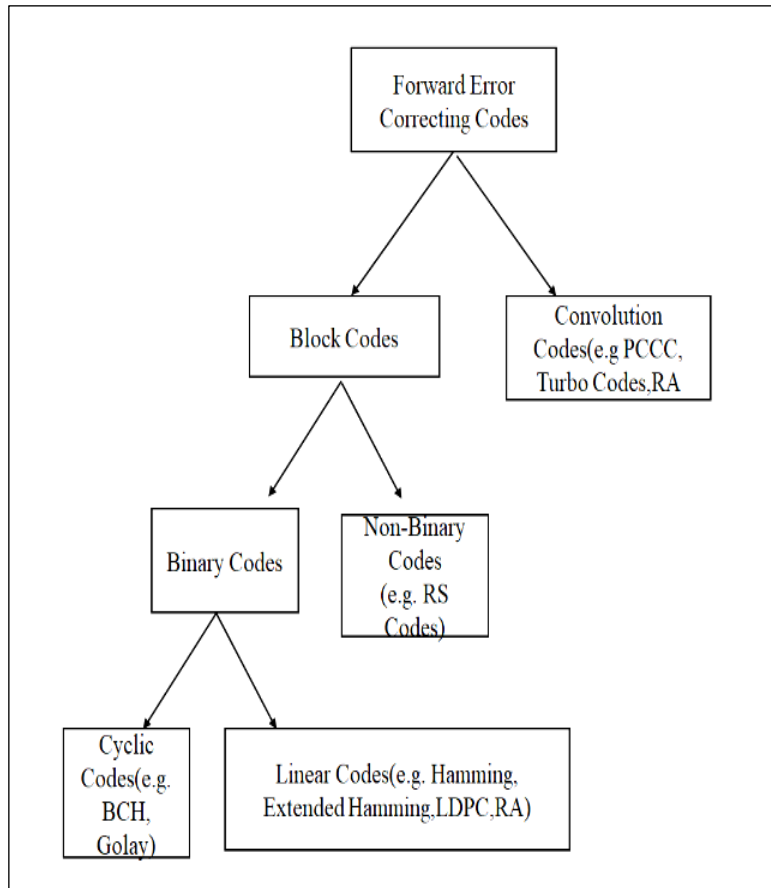 Forward Error
Correcting Codes
Block Codes
Convolution
Codes(e.g PCCC,
Turbo Codes,RA
Binary Codes
Non-Binary
Codes
(e.g. RS
Codes)
Cyclic
Codes(e.g.
BCH,
Golay)
Linear Codes(e.g. Hamming,
Extended Hamming,LDPC,RA)